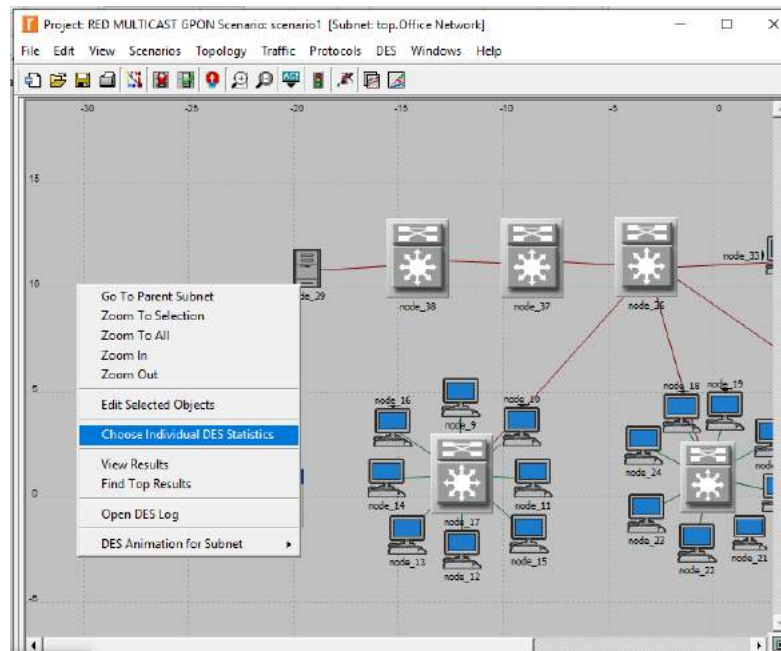 Project: RED MULTICAST GPON Scenario: scenario1 [Subnet: top.Office Network]
File Edit View Scenarios Topology Traffic Protocols DES Windows Help
-30 -25 -20 -15 -10 -5 0
15
node_33
10
node_38 node_37
Go To Parent Subnet
Zoom To Selection
Zoom To All
Zoom In
Zoom Out
Edit Selected Objects
Choose Individual DES Statistics
View Results
Find Top Results
Open DES Log
DES Animation for Subnet
5
node_18 node_19
node_16 node_10
node_9
node_24
0
node_14 node_11
node_17
node_23
node_13 node_15 node_21
node_12 node_22
-5